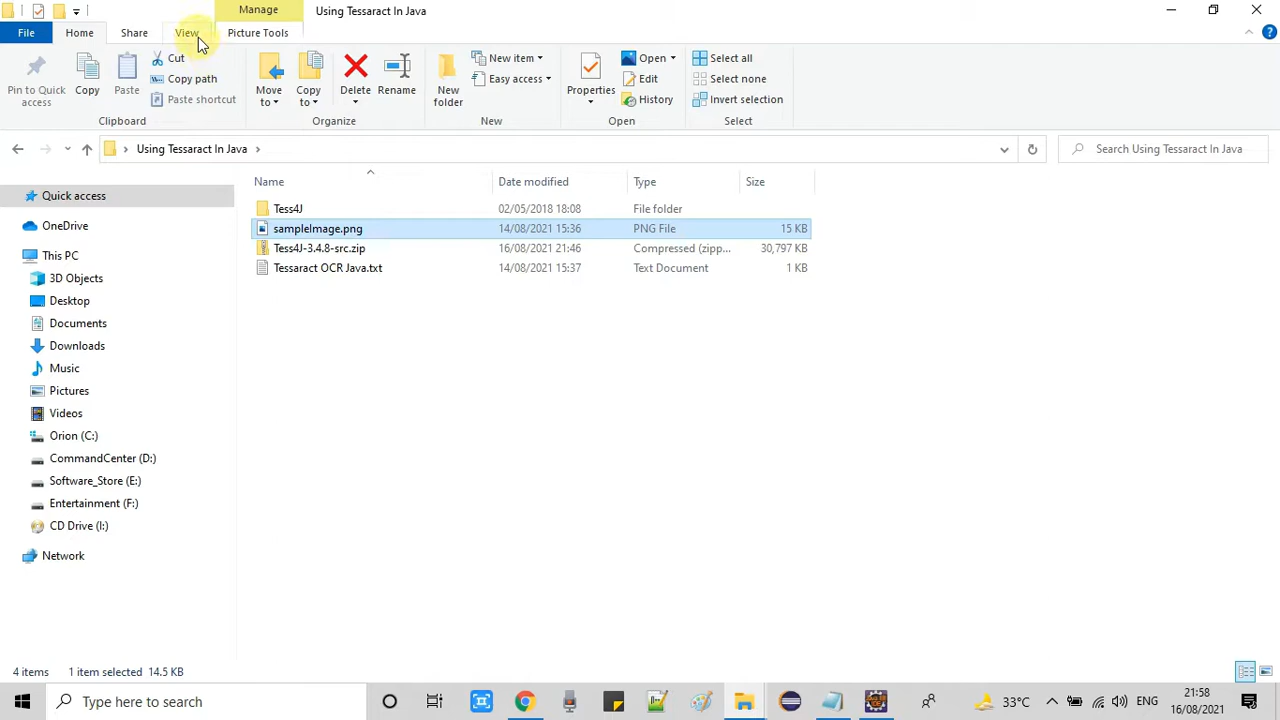 Manage
Using Tessaract In Java
File
Home
Share
View
Picture Tools
Pin to Quick access
Copy
Paste
Cut
Copy path
Paste shortcut
Clipboard
Move to
Copy to
Delete
Rename
Organize
New folder
New item
Easy access
New
Properties
Open
Edit
History
Open
Select all
Select none
Invert selection
Select
Using Tessaract In Java
Search Using Tessaract In Java
Name
Date modified
Type
Size
Tess4J 02/05/2018 18:08 File folder
sampleImage.png 14/08/2021 15:36 PNG File 15 KB
Tess4J-3.4.8-src.zip 16/08/2021 21:46 Compressed (zipp... 30,797 KB
Tessaract OCR Java.txt 14/08/2021 15:37 Text Document 1 KB
Quick access
OneDrive
This PC
3D Objects
Desktop
Documents
Downloads
Music
Pictures
Videos
Orion (C:)
CommandCenter (D:)
Software_Store (E:)
Entertainment (F:)
CD Drive (I:)
Network
4 items 1 item selected 14.5 KB
Type here to search
33°C
ENG
21:58
16/08/2021